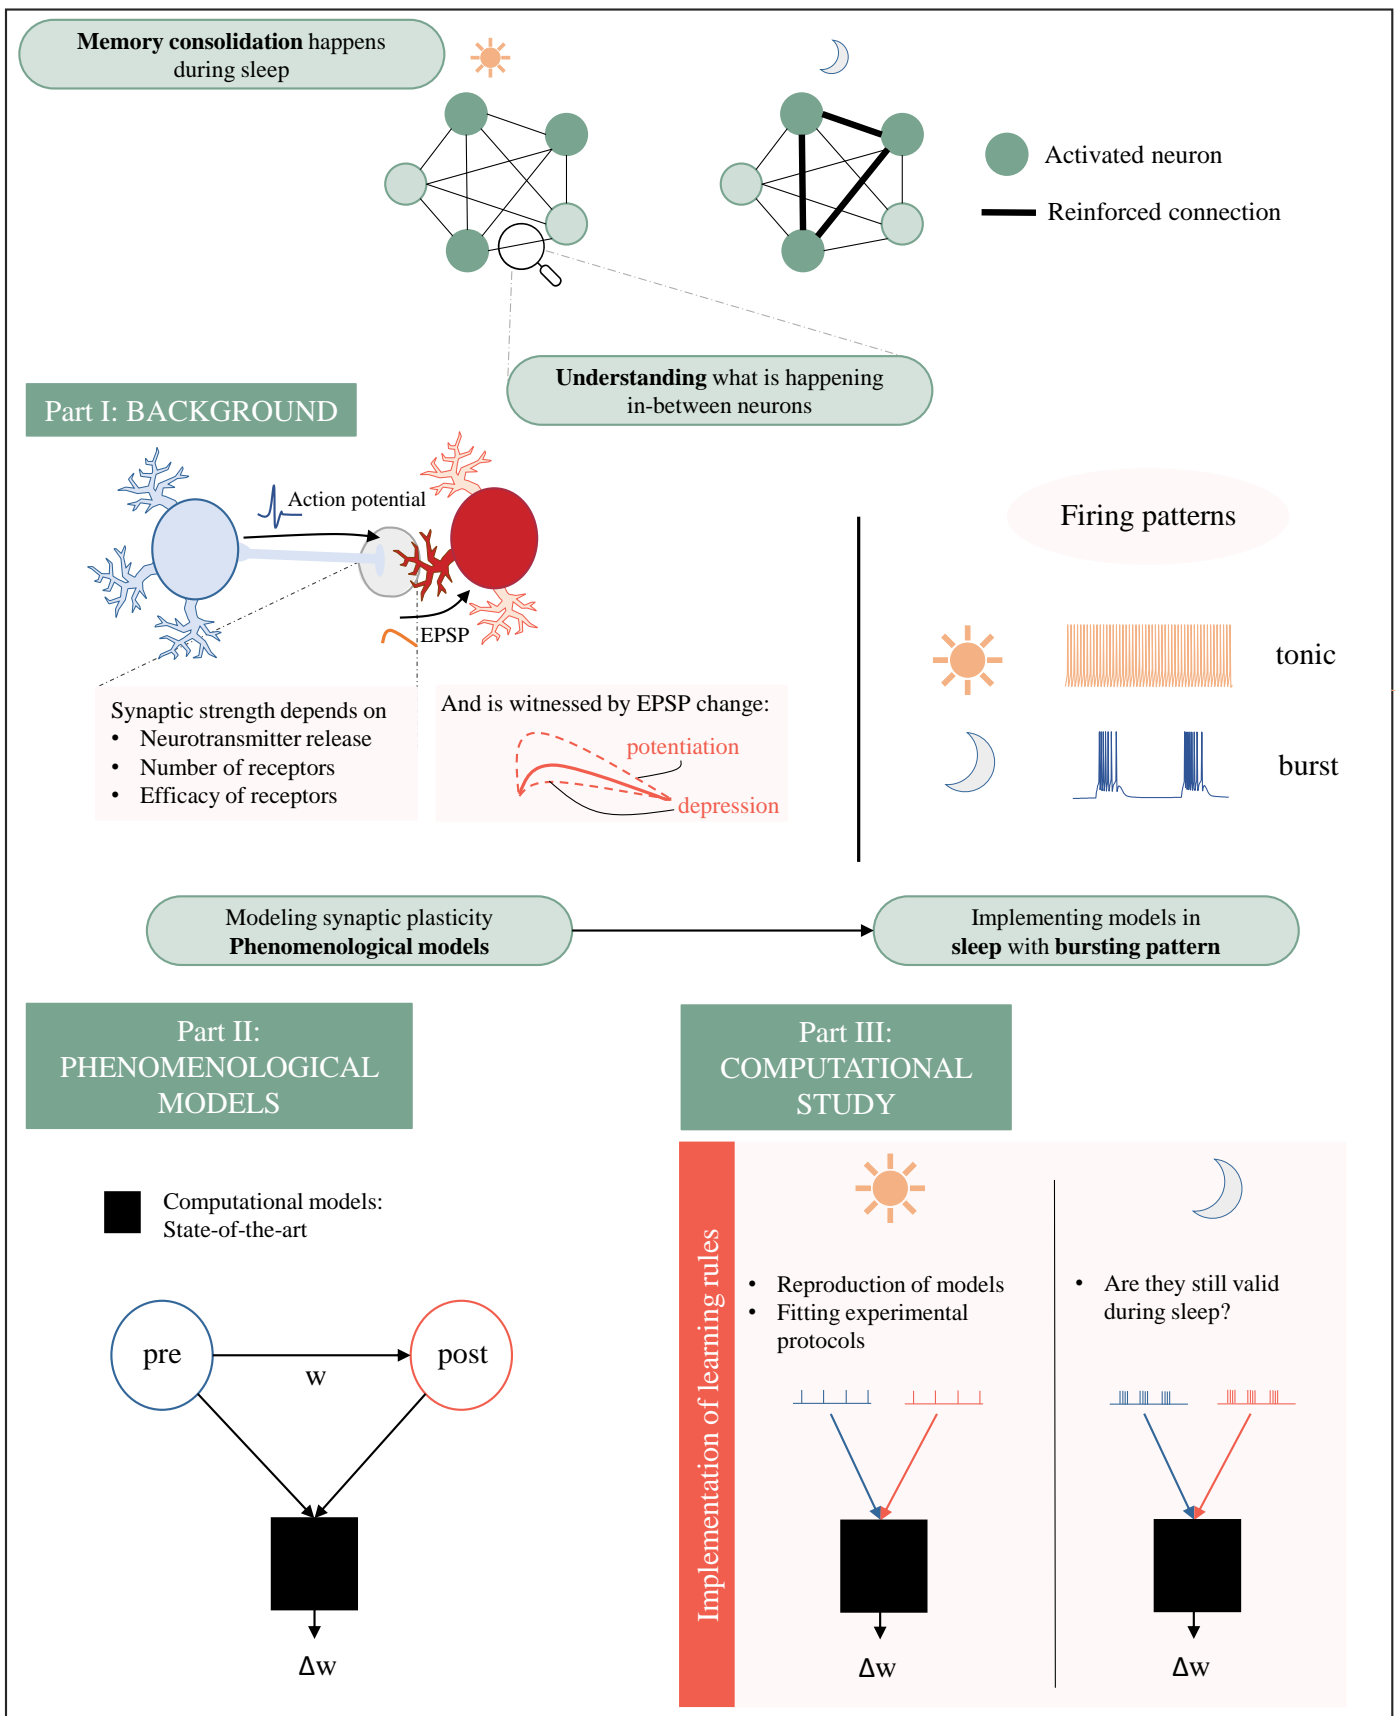 Memory consolidation happens
during sleep
Activated neuron
Reinforced connection
Understanding what is happening
in-between neurons
Part I: BACKGROUND
Action potential
EPSP
Firing patterns
Synaptic strength depends on
• Neurotransmitter release
• Number of receptors
• Efficacy of receptors
And is witnessed by EPSP change:
potentiation
depression
tonic
burst
Modeling synaptic plasticity
Phenomenological models
Implementing models in
sleep with bursting pattern
Part II:
PHENOMENOLOGICAL
MODELS
Computational models:
State-of-the-art
pre
w
post
Δw
Part III:
COMPUTATIONAL
STUDY
Implementation of learning rules
• Reproduction of models
• Fitting experimental
protocols
Δw
• Are they still valid
during sleep?
Δw